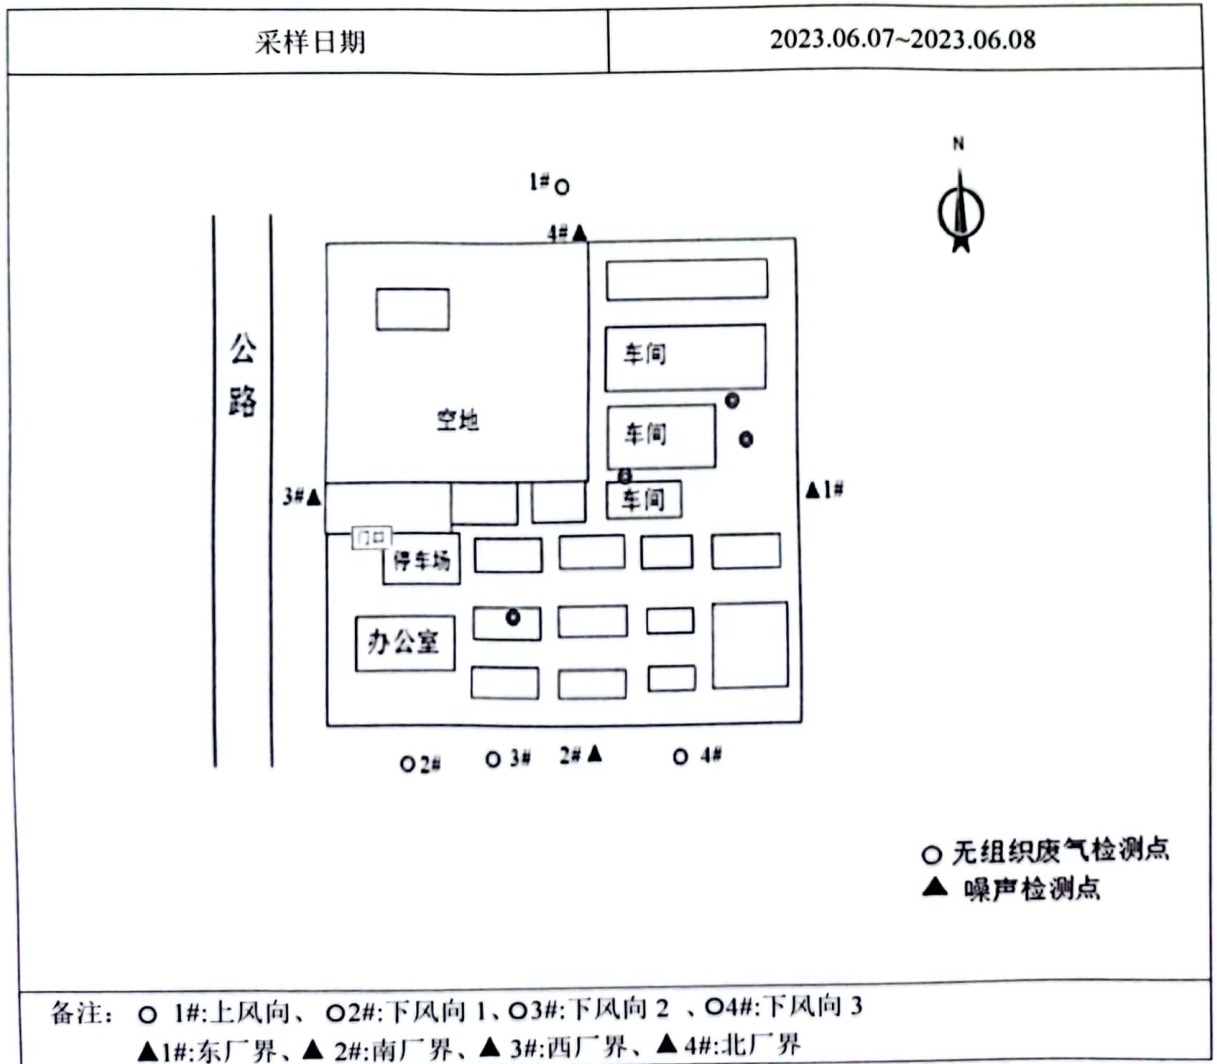 采样日期 2023.06.07~2023.06.08
N
1#
4#▲
公路
车间
空地
车间
3#▲
车间
▲1#
门口
停车场
办公室
○2# ○ 3# 2#▲ ○ 4#
○ 无组织废气检测点
▲ 噪声检测点
备注： ○ 1#:上风向、 ○2#:下风向 1、○3#:下风向 2 、○4#:下风向 3
▲1#:东厂界、▲ 2#:南厂界、▲ 3#:西厂界、▲ 4#:北厂界